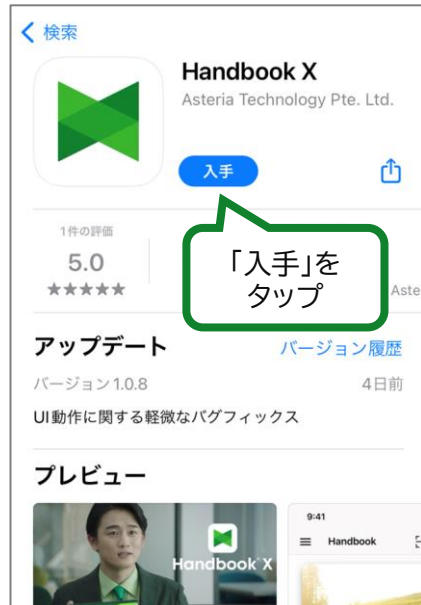 検索
Handbook X
Asteria Technology Pte. Ltd.
入手
1件の評価
5.0
★★★★★
「入手」を
タップ
Aste
アップデート
バージョン履歴
バージョン 1.0.8
4日前
UI動作に関する軽微なバグフィックス
プレビュー
Handbook X
9:41
Handbook